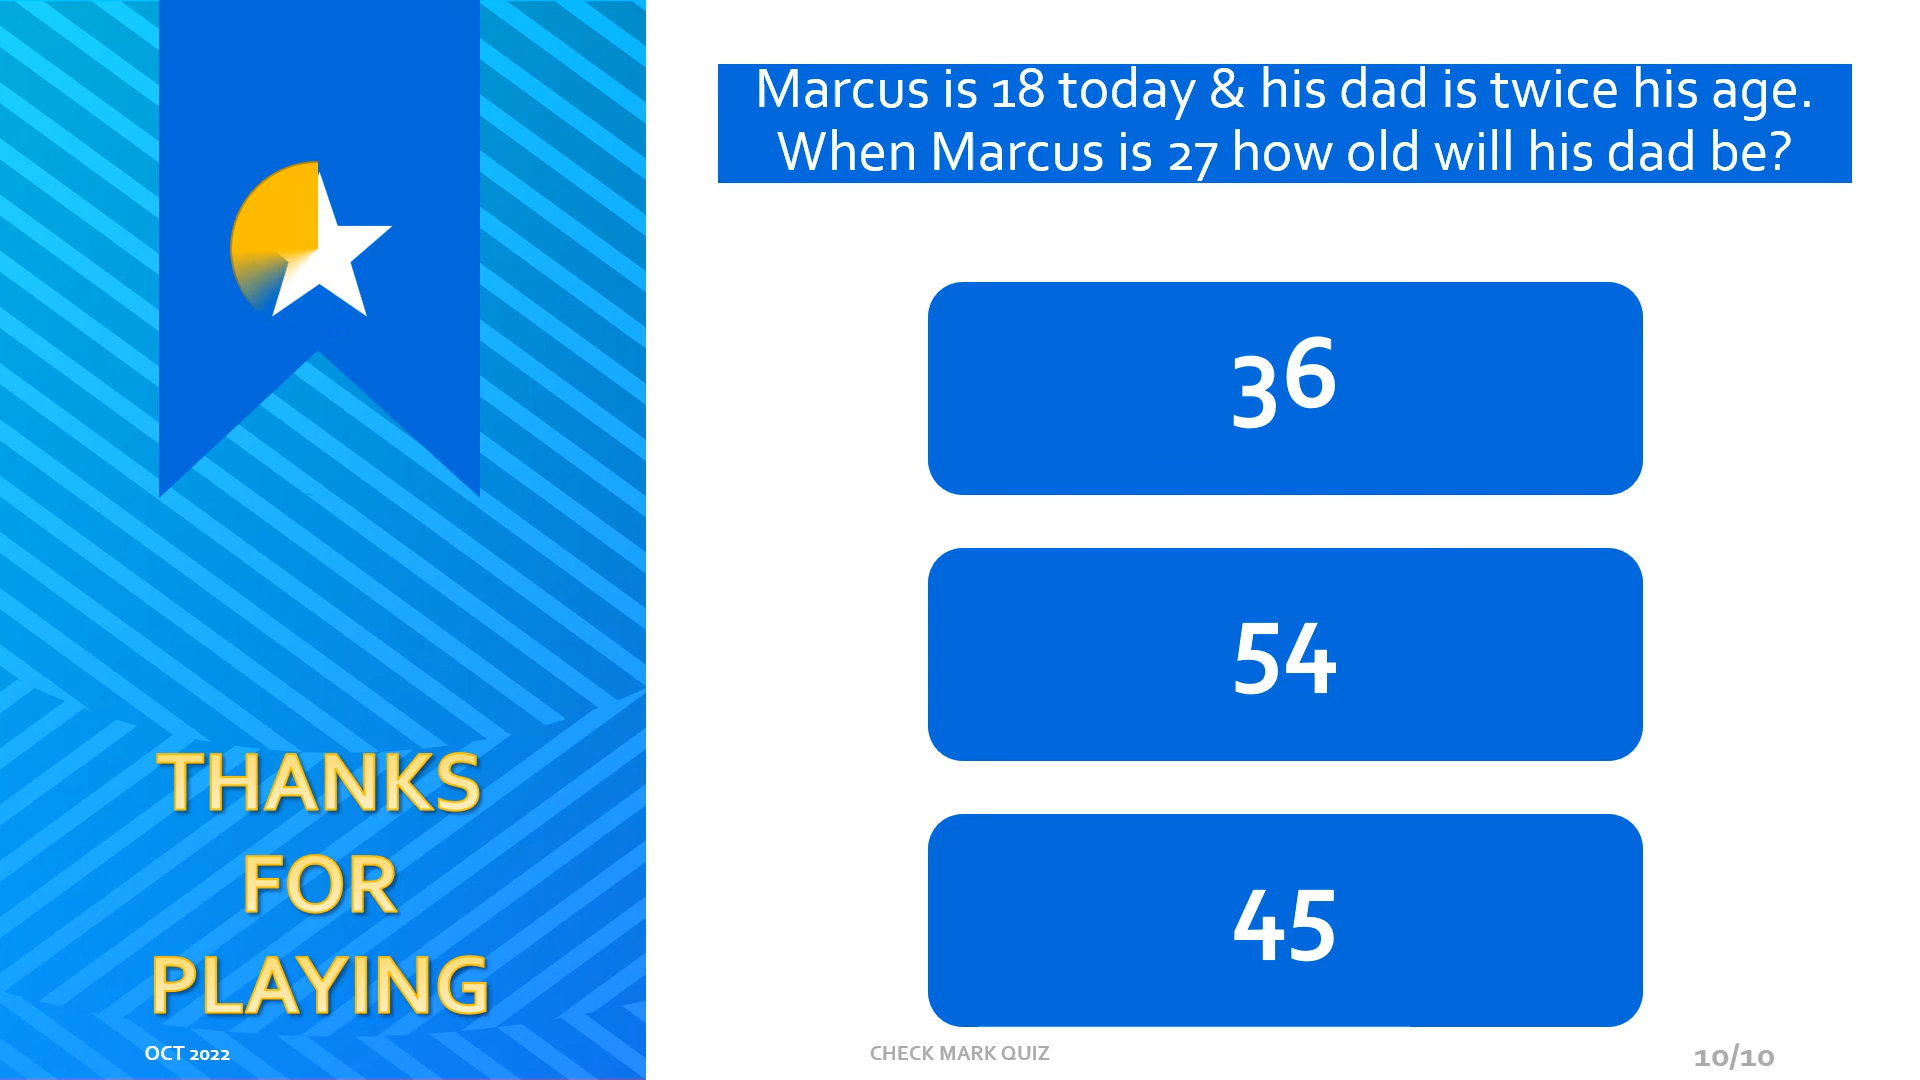 Marcus is 18 today & his dad is twice his age.
When Marcus is 27 how old will his dad be?
36
54
45
THANKS
FOR
PLAYING
OCT 2022
CHECK MARK QUIZ
10/10